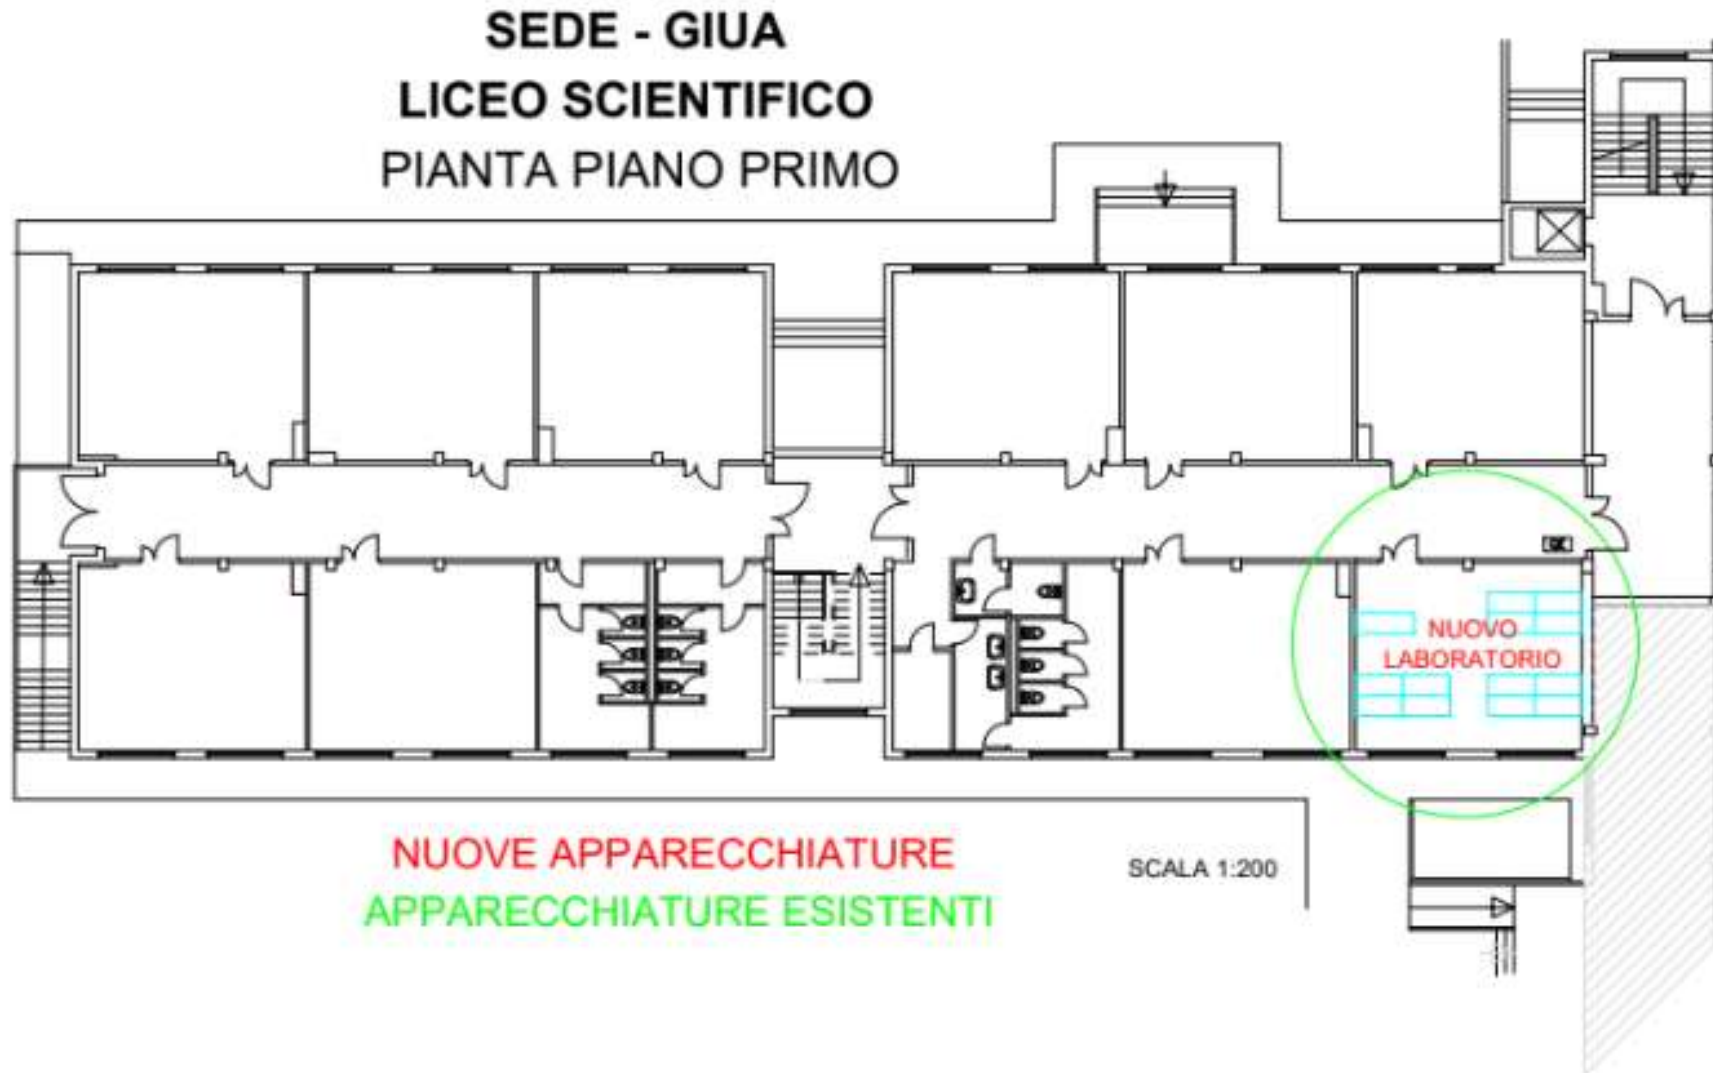 SEDE - GIUA
LICEO SCIENTIFICO
PIANTA PIANO PRIMO
NUOVO
LABORATORIO
NUOVE APPARECCHIATURE
APPARECCHIATURE ESISTENTI
SCALA 1:200